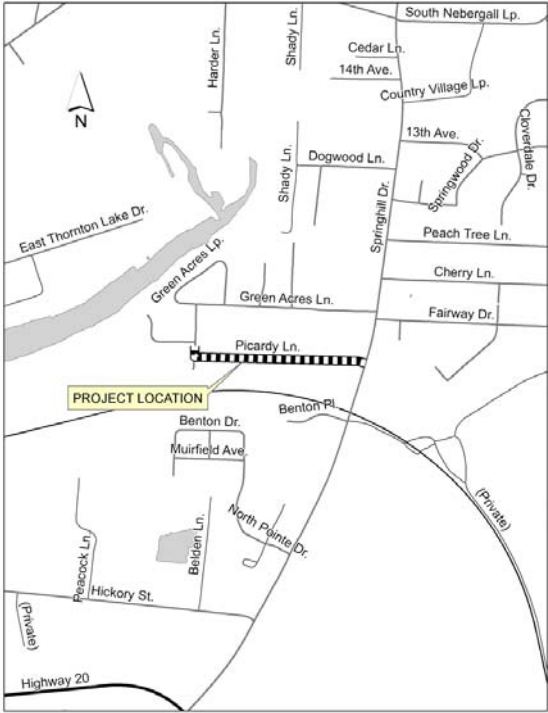 South Nebergall Lp.
Harder Ln.
Shady Ln.
Cedar Ln.
14th Ave.
Country Village Lp.
N
Cloverdale Dr.
13th Ave.
Springwood Dr.
Dogwood Ln.
Shady Ln.
Springhill Dr.
East Thornton Lake Dr.
Peach Tree Ln.
Green Acres Lp.
Cherry Ln.
Green Acres Ln.
Fairway Dr.
Picardy Ln.
PROJECT LOCATION
Benton Pl.
Benton Dr.
Muirfield Ave.
(Private)
North Pointe Dr.
Peacock Ln.
Belden Ln.
Hickory St.
(Private)
Highway 20